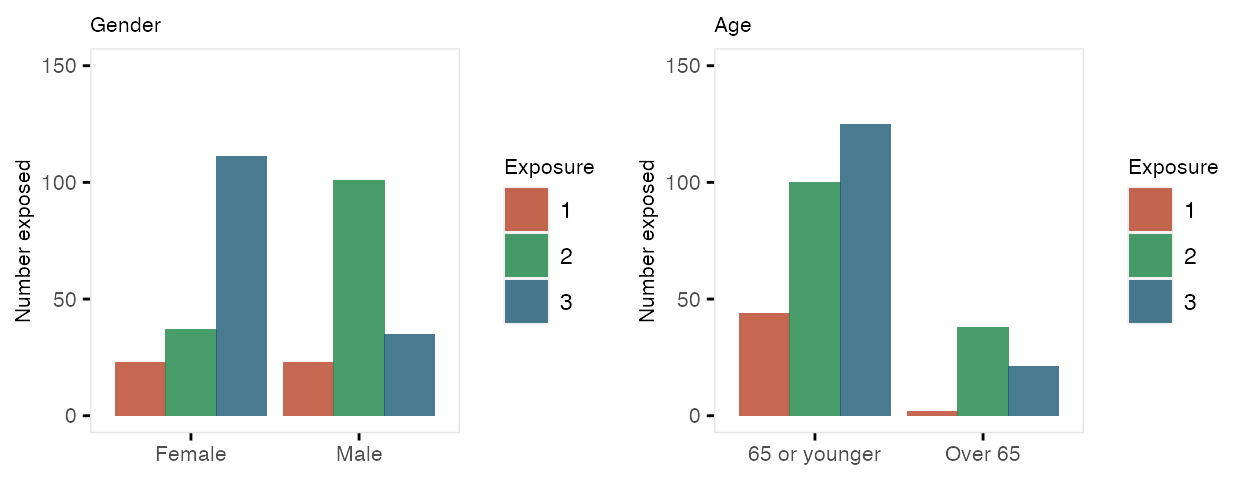 Gender
150
100
50
0
Number exposed
Female
Male
Exposure
1
2
3
Age
150
100
50
0
Number exposed
65 or younger
Over 65
Exposure
1
2
3